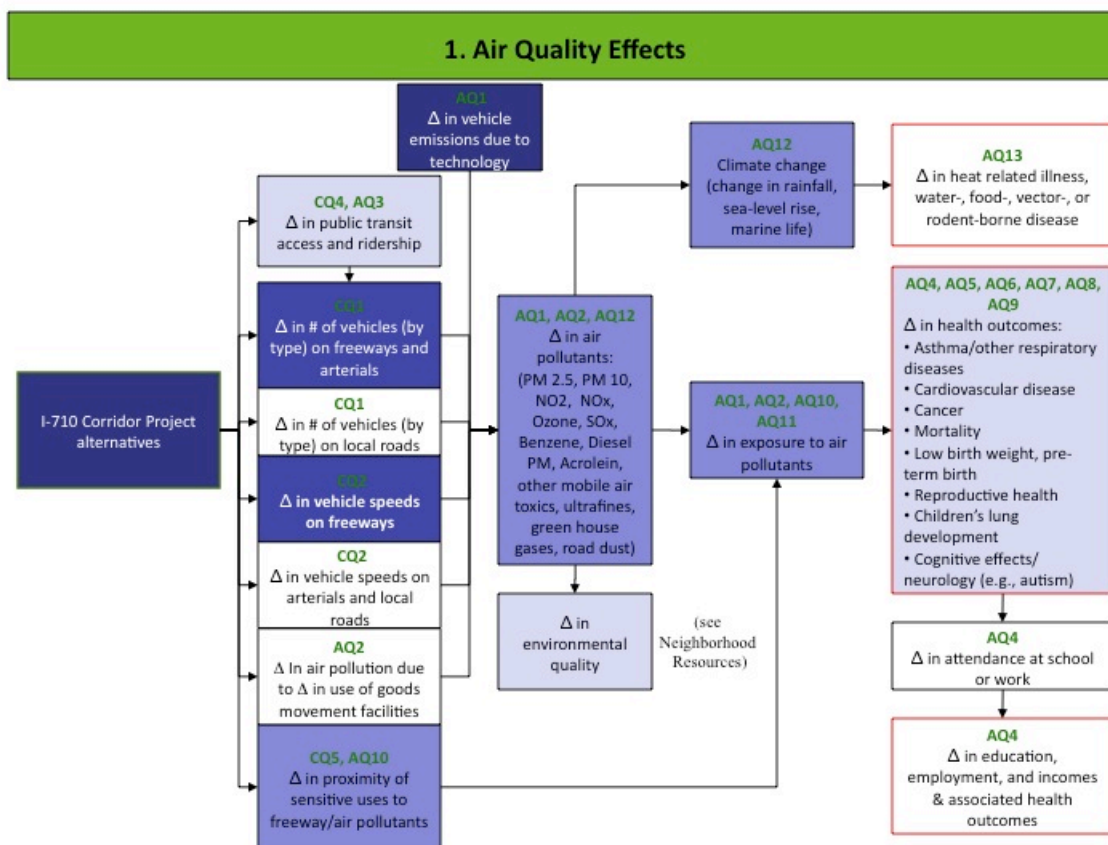 1. Air Quality Effects
AQ1
Δ in vehicle
emissions due to
technology
CQ4, AQ3
Δ in public transit
access and ridership
CQ1
Δ in # of vehicles (by
type) on freeways and
arterials
CQ1
Δ in # of vehicles (by
type) on local roads
CQ2
Δ in vehicle speeds
on freeways
CQ2
Δ in vehicle speeds on
arterials and local
roads
AQ2
Δ In air pollution due
to Δ in use of goods
movement facilities
CQ5, AQ10
Δ in proximity of
sensitive uses to
freeway/air pollutants
I-710 Corridor Project
alternatives
AQ1, AQ2, AQ12
Δ in air
pollutants:
(PM 2.5, PM 10,
NO2, NOx,
Ozone, SOx,
Benzene, Diesel
PM, Acrolein,
other mobile air
toxics, ultrafines,
green house
gases, road dust)
Δ in
environmental
quality
(see
Neighborhood
Resources)
AQ12
Climate change
(change in rainfall,
sea-level rise,
marine life)
AQ1, AQ2, AQ10,
AQ11
Δ in exposure to air
pollutants
AQ13
Δ in heat related illness,
water-, food-, vector-, or
rodent-borne disease
AQ4, AQ5, AQ6, AQ7, AQ8,
AQ9
Δ in health outcomes:
• Asthma/other respiratory
diseases
• Cardiovascular disease
• Cancer
• Mortality
• Low birth weight, pre-
term birth
• Reproductive health
• Children's lung
development
• Cognitive effects/
neurology (e.g., autism)
AQ4
Δ in attendance at school
or work
AQ4
Δ in education,
employment, and incomes
& associated health
outcomes